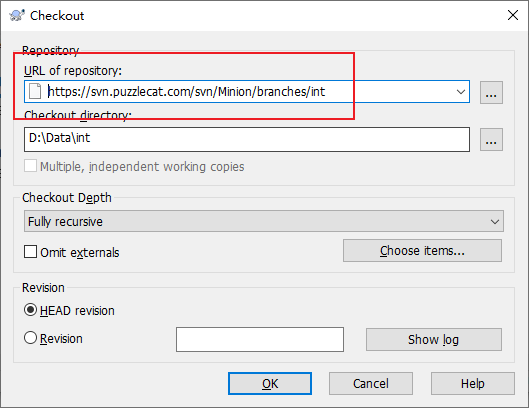 Checkout
Repository
URL of repository:
https://svn.puzzlecat.com/svn/Minion/branches/int
...
Checkout directory:
D:\Data\int
...
Multiple, independent working copies
Checkout Depth
Fully recursive
Omit externals
Choose items...
Revision
HEAD revision
Revision
Show log
OK
Cancel
Help